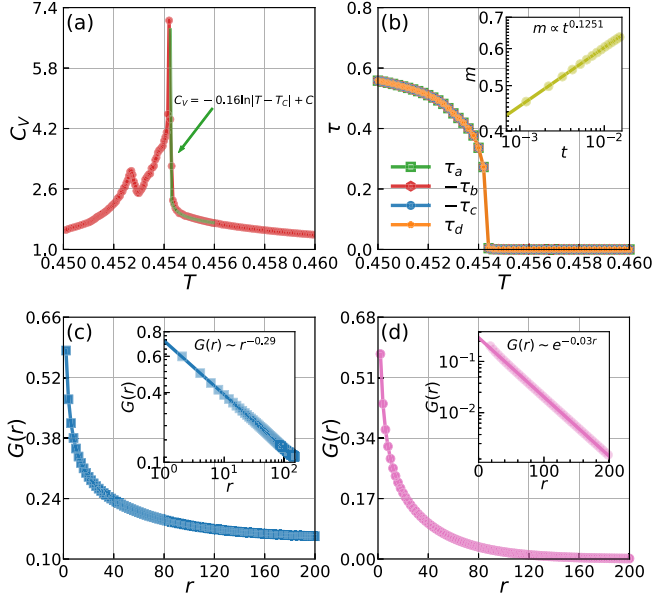 (a)
7.4
5.8
4.2
2.6
1.0
C_V
C_V = −0.16ln|T − T_C| + C
0.450
0.452
0.454
0.456
0.458
0.460
T
(b)
0.8
0.6
0.4
0.2
0.0
τ
τ_a
−τ_b
−τ_c
τ_d
0.450
0.452
0.454
0.456
0.458
0.460
T
m ∝ t^0.1251
0.7
0.6
0.5
0.4
m
10^−3
10^−2
t
(c)
0.66
0.52
0.38
0.24
0.10
G(r)
0
40
80
120
160
200
r
G(r) ~ r^−0.29
0.8
0.6
0.4
0.1
G(r)
10^0
10^1
10^2
r
(d)
0.66
0.51
0.34
0.17
0.00
G(r)
0
40
80
120
160
200
r
G(r) ~ e^−0.03r
10^−1
10^−2
G(r)
0
100
200
r